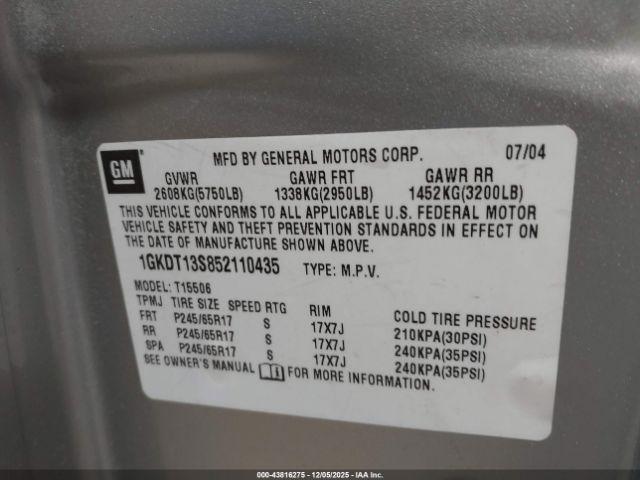 GM
MFD BY GENERAL MOTORS CORP. 07/04
GVWR GAWR FRT GAWR RR
2608KG(5750LB) 1338KG(2950LB) 1452KG(3200LB)
THIS VEHICLE CONFORMS TO ALL APPLICABLE U.S. FEDERAL MOTOR
VEHICLE SAFETY AND THEFT PREVENTION STANDARDS IN EFFECT ON
THE DATE OF MANUFACTURE SHOWN ABOVE.
1GKDT13S852110435 TYPE: M.P.V.
MODEL: T15506
TPMJ TIRE SIZE SPEED RTG RIM COLD TIRE PRESSURE
FRT P245/65R17 S 17X7J 210KPA(30PSI)
RR P245/65R17 S 17X7J 240KPA(35PSI)
SPA P245/65R17 S 17X7J 240KPA(35PSI)
SEE OWNER'S MANUAL FOR MORE INFORMATION.
000-43816275 - 12/05/2025 - IAA Inc.